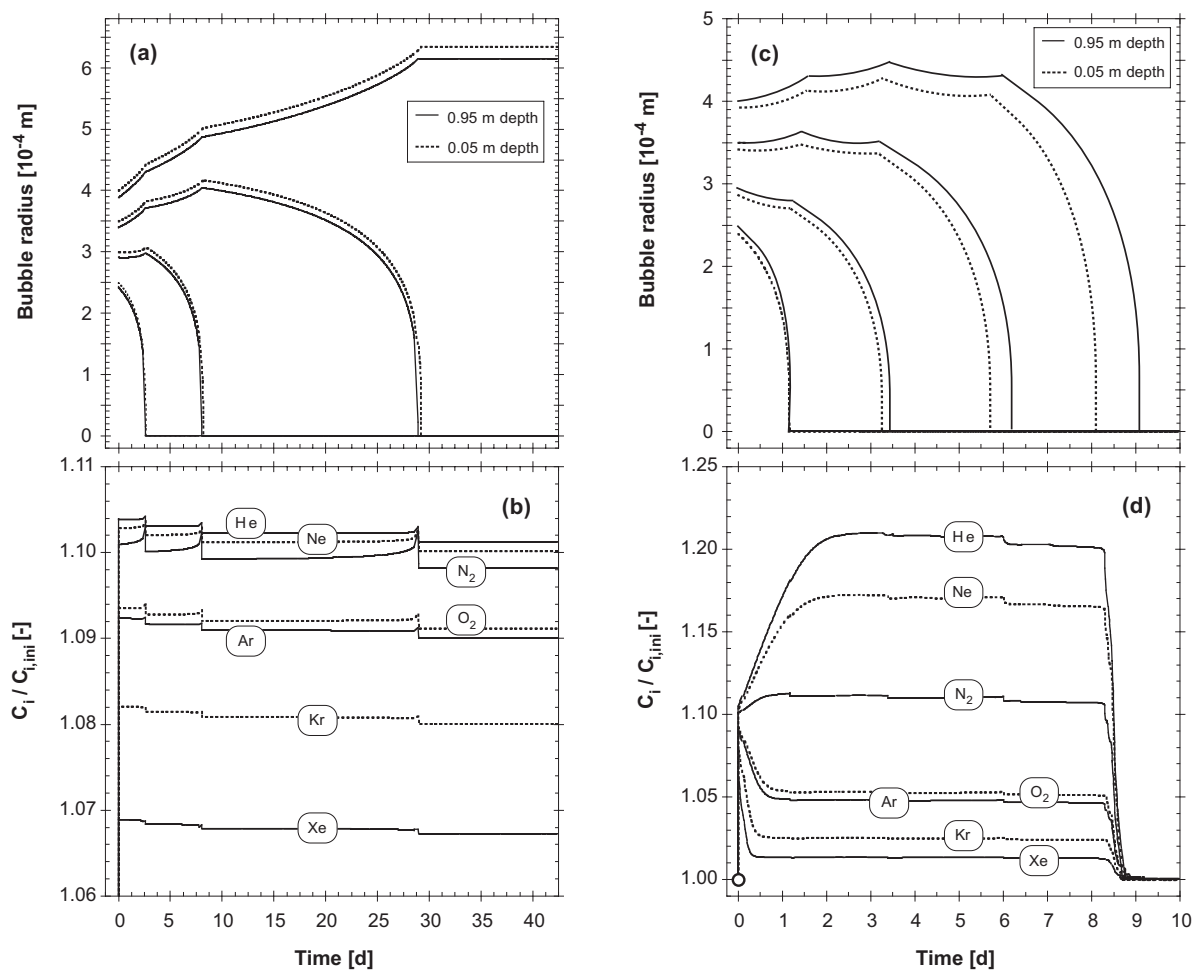 (a)
Bubble radius [10⁻⁴ m]
6
5
4
3
2
1
0
0.95 m depth
0.05 m depth
(c)
Bubble radius [10⁻⁴ m]
5
4
3
2
1
0
0.95 m depth
0.05 m depth
(b)
Cᵢ / Cᵢ,ᵢₙᵢ [-]
1.11
1.10
1.09
1.08
1.07
1.06
He
Ne
N₂
O₂
Ar
Kr
Xe
0 5 10 15 20 25 30 35 40
Time [d]
(d)
Cᵢ / Cᵢ,ᵢₙᵢ [-]
1.25
1.20
1.15
1.10
1.05
1.00
He
Ne
N₂
O₂
Ar
Kr
Xe
0 1 2 3 4 5 6 7 8 9 10
Time [d]